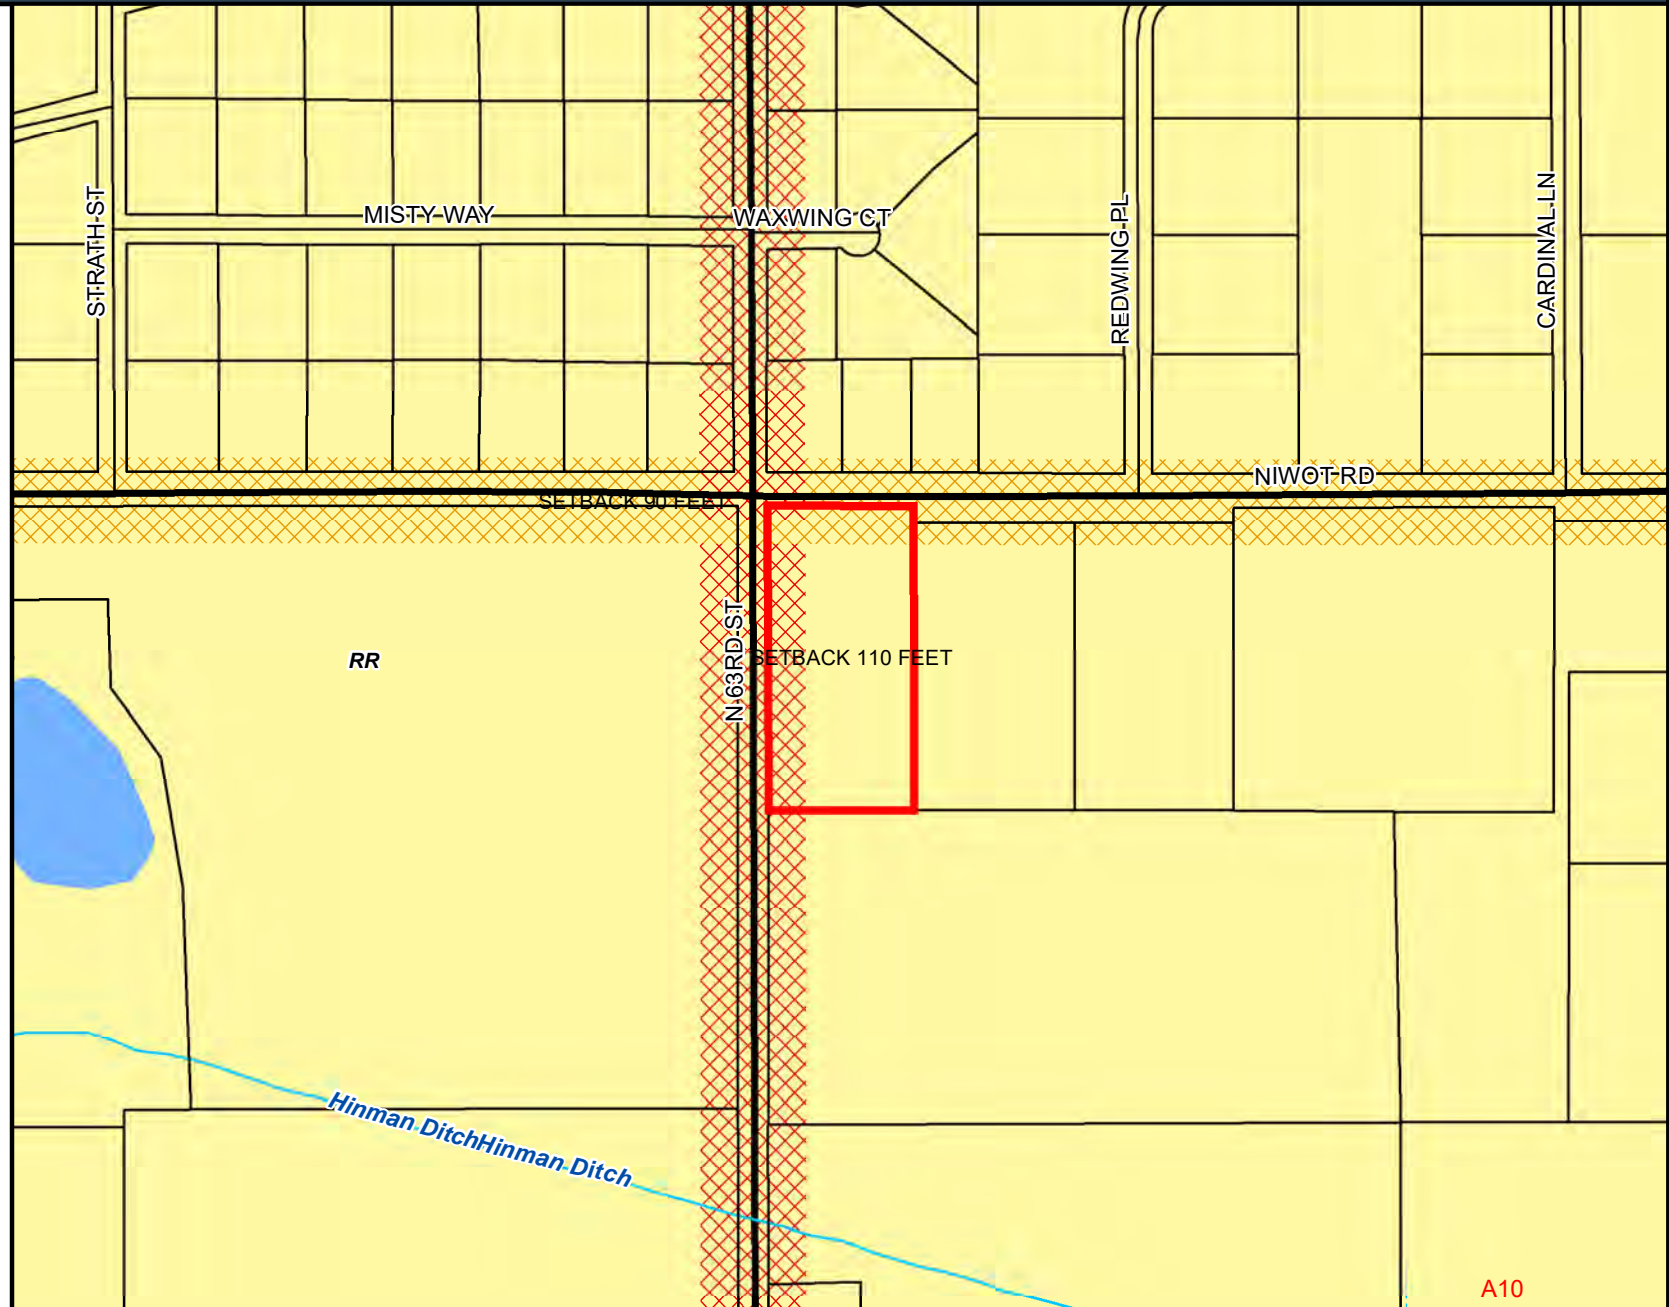 STRATH ST
MISTY WAY
WAXWING CT
REDWING PL
CARDINAL LN
NIWOT RD
SETBACK 90 FEET
N 63RD ST
SETBACK 110 FEET
RR
Hinman DitchHinman Ditch
A10